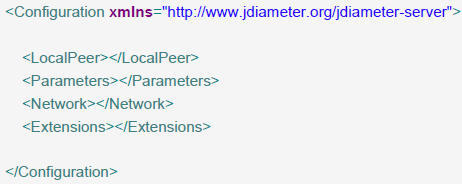 <Configuration xmlns="http://www.jdiameter.org/jdiameter-server">
<LocalPeer></LocalPeer>
<Parameters></Parameters>
<Network></Network>
<Extensions></Extensions>
</Configuration>